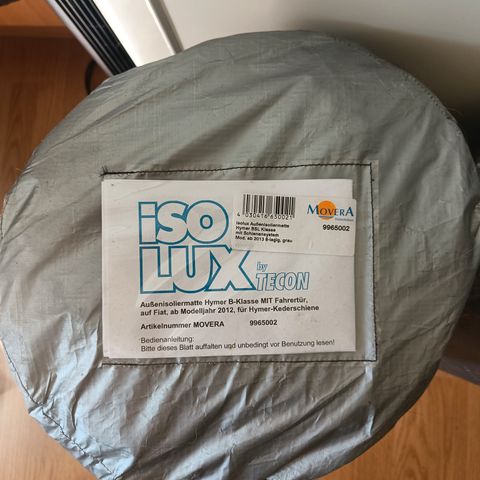 iSO
LUX
by
TECON
4 030416 630021
Isolux Außenisoliermatte
Hymer BSL Klasse
mit Schienensystem
Mod. ab 2013 8-lagig, grau
MOVERA
9965002
Außenisoliermatte Hymer B-Klasse MIT Fahrertür,
auf Fiat, ab Modelljahr 2012, für Hymer-Kederschiene
Artikelnummer MOVERA 9965002
Bedienanleitung:
Bitte dieses Blatt auffalten und unbedingt vor Benutzung lesen!